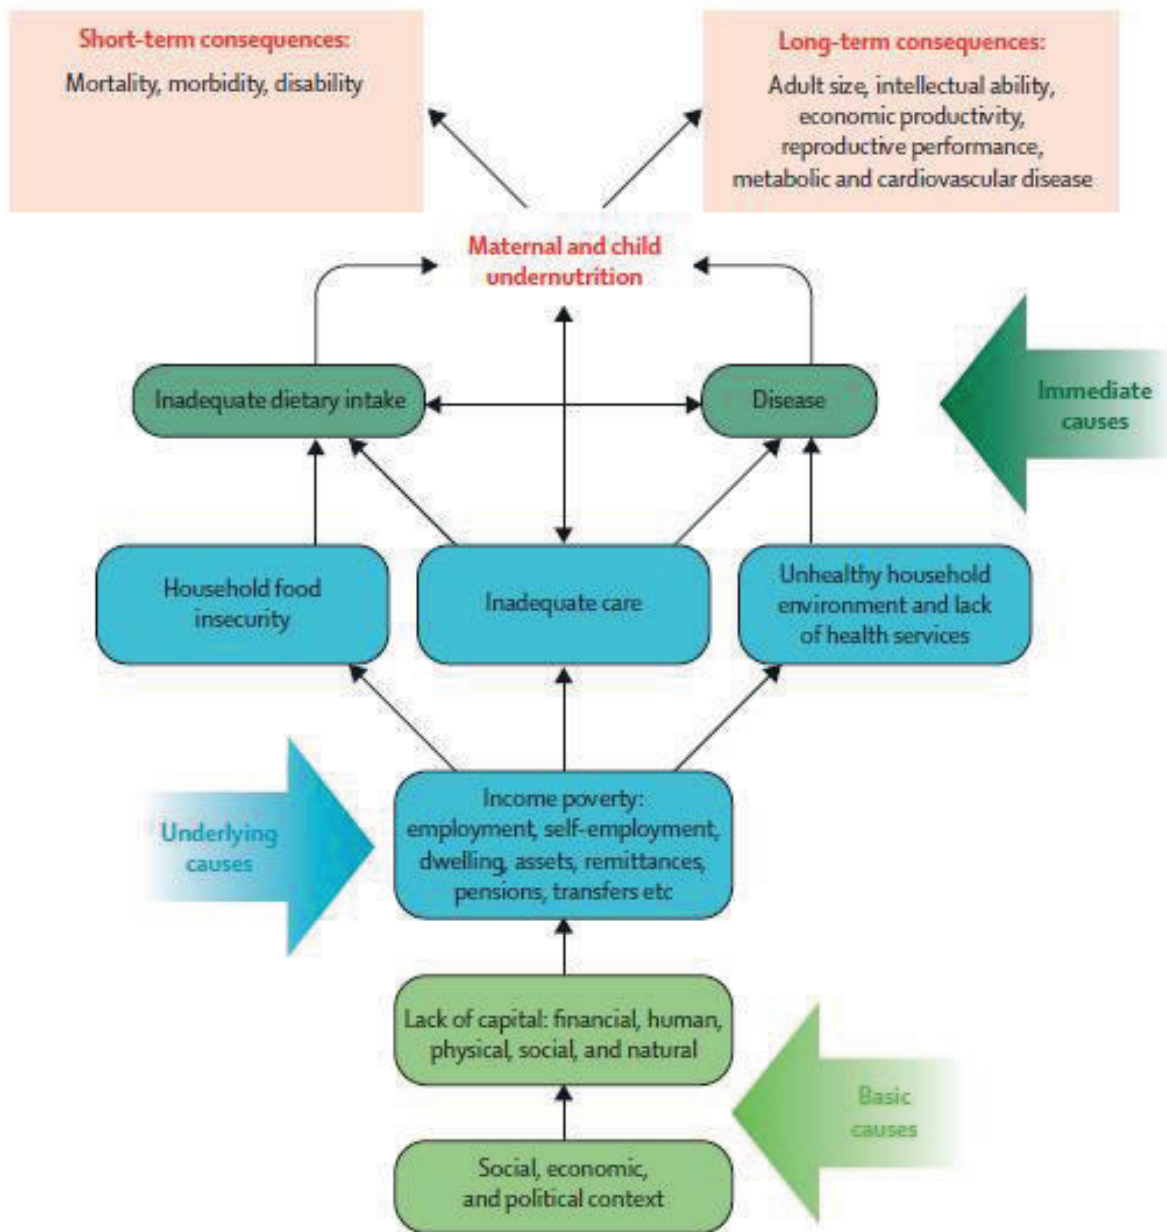 Short-term consequences:
Mortality, morbidity, disability
Long-term consequences:
Adult size, intellectual ability,
economic productivity,
reproductive performance,
metabolic and cardiovascular disease
Maternal and child
undernutrition
Inadequate dietary intake
Disease
Immediate
causes
Household food
insecurity
Inadequate care
Unhealthy household
environment and lack
of health services
Underlying
causes
Income poverty:
employment, self-employment,
dwelling, assets, remittances,
pensions, transfers etc
Lack of capital: financial, human,
physical, social, and natural
Basic
causes
Social, economic,
and political context